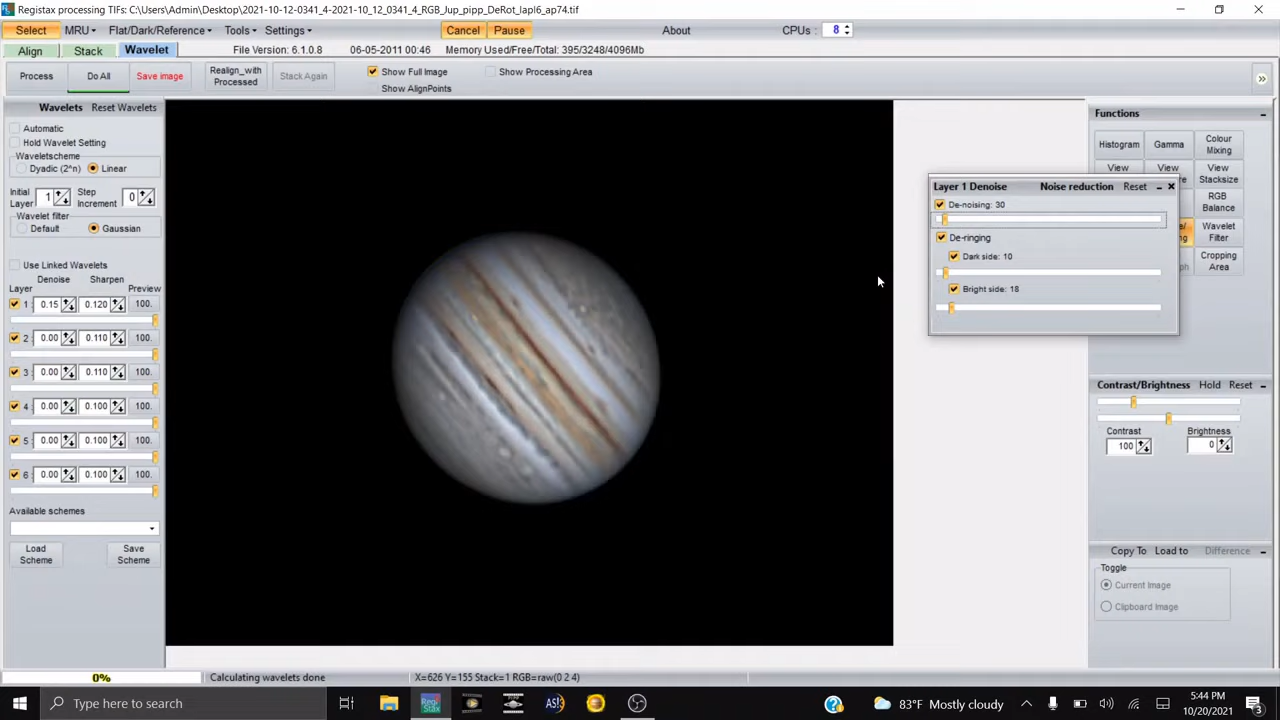 Registax processing TIFs: C:\Users\Admin\Desktop\2021-10-12-0341_4-2021-10_12_0341_4_RGB_Jup_pipp_DeRot_lapl6_ap74.tif
Select MRU Flat/Dark/Reference Tools Settings Cancel Pause About CPUs: 8
Align Stack Wavelet File Version: 6.1.0.8 06-05-2011 00:46 Memory Used/Free/Total: 395/3248/4096Mb
Process Do All Save image Realign_with Processed Stack Again Show Full Image Show Processing Area
Show AlignPoints
Wavelets Reset Wavelets
Automatic
Hold Wavelet Setting
Waveletscheme
Dyadic (2^n) Linear
Initial Layer 1 Step Increment 0
Wavelet filter
Default Gaussian
Use Linked Wavelets
Denoise Sharpen
Layer Preview
1 : 0.15 0.120 100.
2 : 0.00 0.110 100.
3 : 0.00 0.110 100.
4 : 0.00 0.100 100.
5 : 0.00 0.100 100.
6 : 0.00 0.100 100.
Available schemes
Load Scheme Save Scheme
Functions
Histogram Gamma Colour Mixing
View View View Stacksize
Layer 1 Denoise Noise reduction Reset
De-noising: 30
De-ringing
Dark side: 10
Bright side: 18
RGB Balance
Wavelet Filter
Cropping Area
Contrast/Brightness Hold Reset
Contrast Brightness
100 0
Copy To Load to Difference
Toggle
Current Image
Clipboard Image
0% Calculating wavelets done X=626 Y=155 Stack=1 RGB=raw(0 2 4)
Type here to search
83°F Mostly cloudy
5:44 PM
10/20/2021